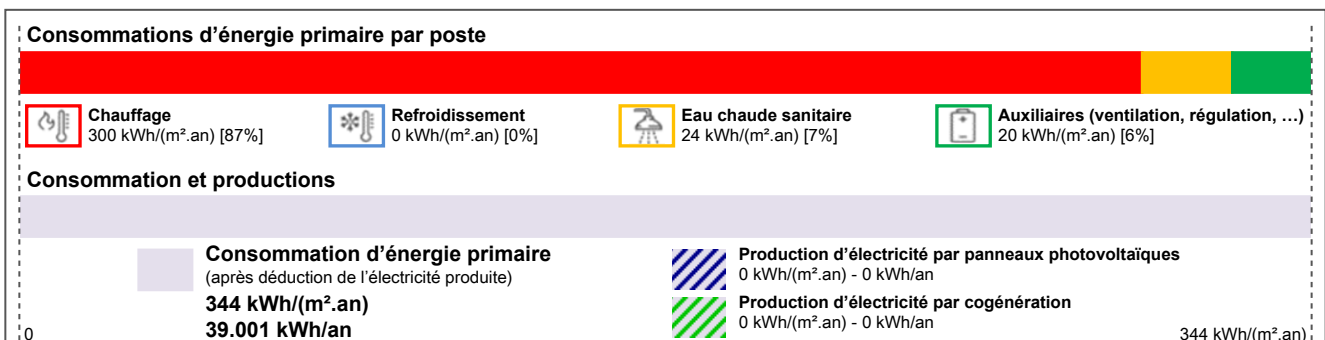 Consommations d'énergie primaire par poste
Chauffage
300 kWh/(m².an) [87%]
Refroidissement
0 kWh/(m².an) [0%]
Eau chaude sanitaire
24 kWh/(m².an) [7%]
Auxiliaires (ventilation, régulation, …)
20 kWh/(m².an) [6%]
Consommation et productions
Consommation d'énergie primaire
(après déduction de l'électricité produite)
344 kWh/(m².an)
39.001 kWh/an
Production d'électricité par panneaux photovoltaïques
0 kWh/(m².an) - 0 kWh/an
Production d'électricité par cogénération
0 kWh/(m².an) - 0 kWh/an
0
344 kWh/(m².an)